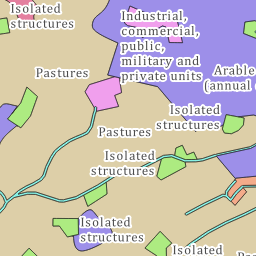 Isolated
structures
Industrial,
commercial,
public,
military and
private units
Pastures
Arable
(annual
Isolated
structures
Pastures
Isolated
structures
Isolated
structures
Isolated